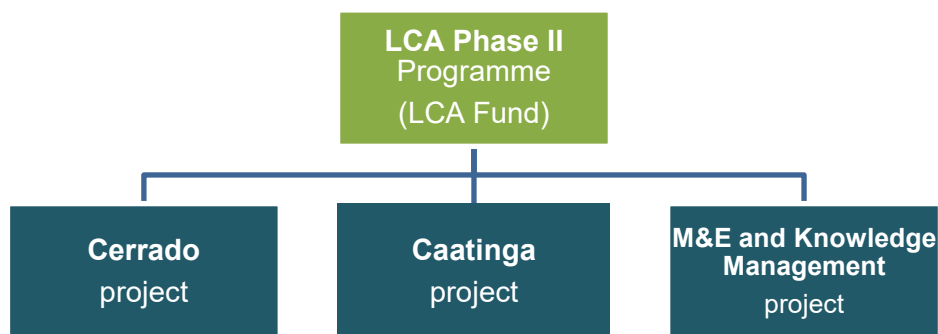 LCA Phase II
Programme
(LCA Fund)
Cerrado
project
Caatinga
project
M&E and Knowledge
Management
project